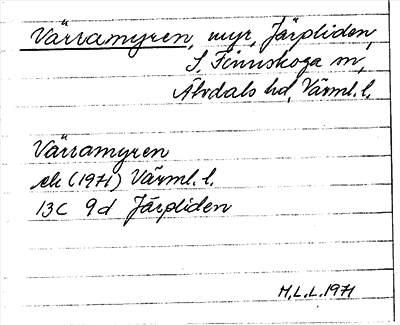 Värramyren, myr, Järpliden,
S Finnskoga sn,
Älvdals hd, Värml. l.
Värramyren
ek (1971) Värml. l.
13C 9d Järpliden
M.L.L. 1971